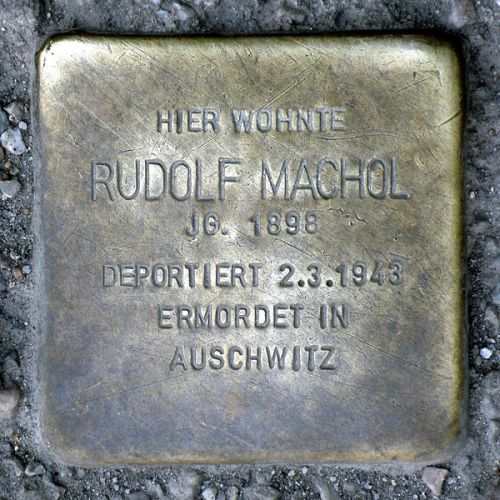 HIER WOHNTE
RUDOLF MACHOL
JG. 1898
DEPORTIERT 2.3.1943
ERMORDET IN
AUSCHWITZ